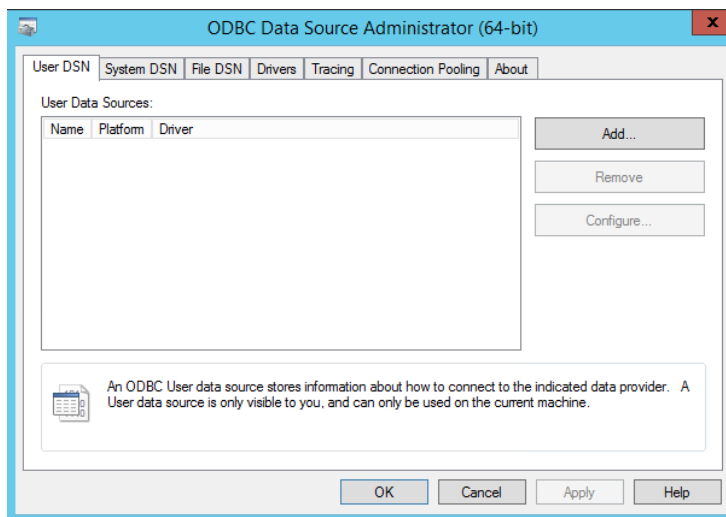 ODBC Data Source Administrator (64-bit)
x
User DSN System DSN File DSN Drivers Tracing Connection Pooling About
User Data Sources:
Name Platform Driver
Add...
Remove
Configure...
An ODBC User data source stores information about how to connect to the indicated data provider. A
User data source is only visible to you, and can only be used on the current machine.
OK Cancel Apply Help